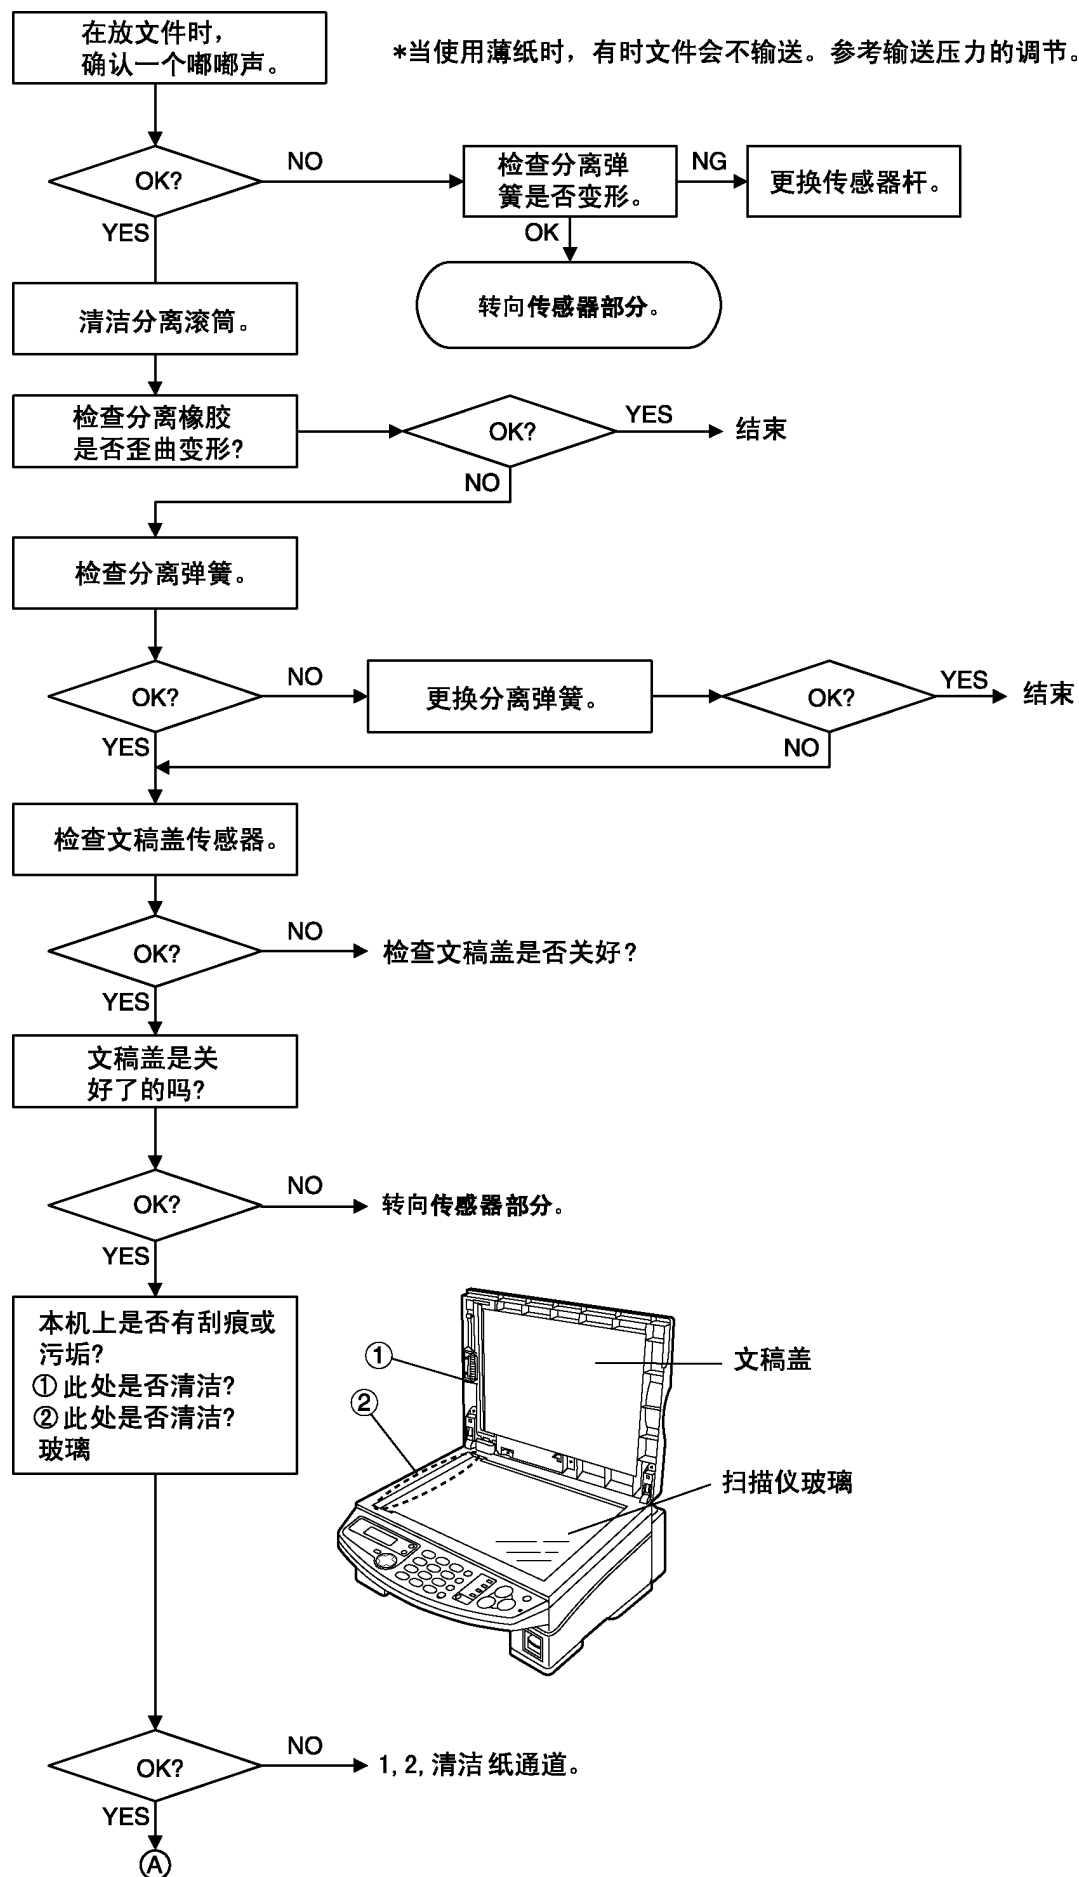 在放文件时，
确认一个嘟嘟声。
*当使用薄纸时，有时文件会不输送。参考输送压力的调节。
OK?
NO
检查分离弹
簧是否变形。
NG
更换传感器杆。
YES
OK
转向传感器部分。
清洁分离滚筒。
检查分离橡胶
是否歪曲变形?
OK?
YES
结束
NO
检查分离弹簧。
OK?
NO
更换分离弹簧。
OK?
YES
结束
YES
NO
检查文稿盖传感器。
OK?
NO
检查文稿盖是否关好?
YES
文稿盖是关
好了的吗?
OK?
NO
转向传感器部分。
YES
本机上是否有刮痕或
污垢?
①此处是否清洁?
②此处是否清洁?
玻璃
①
②
文稿盖
扫描仪玻璃
OK?
NO
1, 2, 清洁 纸通道。
YES
Ⓐ